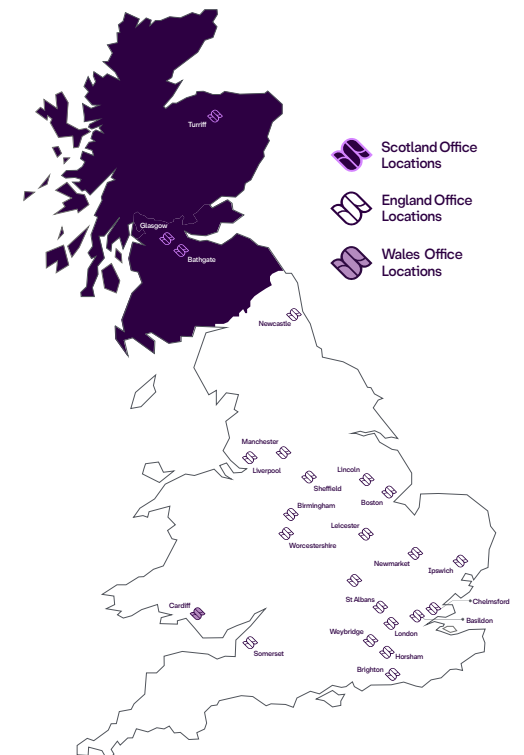 Turriff
Scotland Office
Locations
England Office
Locations
Glasgow
Bathgate
Wales Office
Locations
Newcastle
Manchester
Liverpool
Lincoln
Sheffield
Boston
Birmingham
Leicester
Worcestershire
Newmarket
Ipswich
St Albans
Chelmsford
Cardiff
Basildon
London
Weybridge
Somerset
Horsham
Brighton